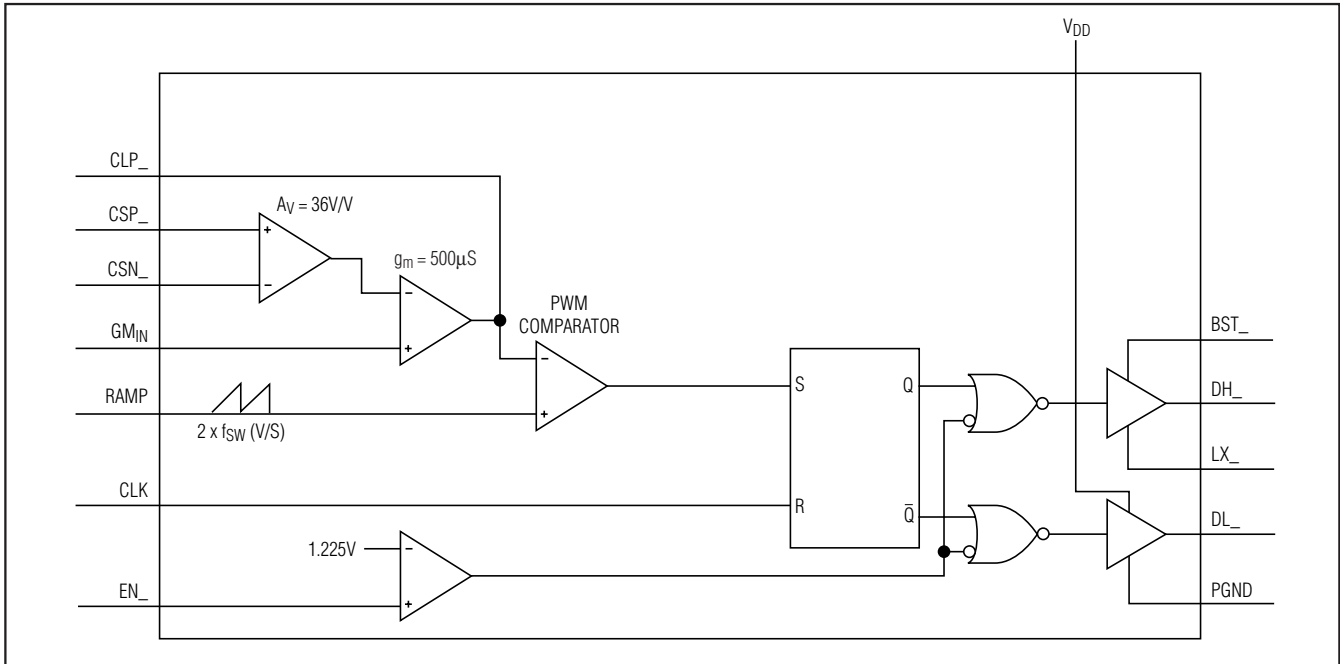 V_DD
CLP_
A_V = 36V/V
CSP_
g_m = 500μS
CSN_
PWM
COMPARATOR
GM_IN
BST_
RAMP
S
Q
DH_
2 x f_SW (V/S)
LX_
CLK
R
Q̅
1.225V
DL_
EN_
PGND
+
-
-
+
-
+
-
+